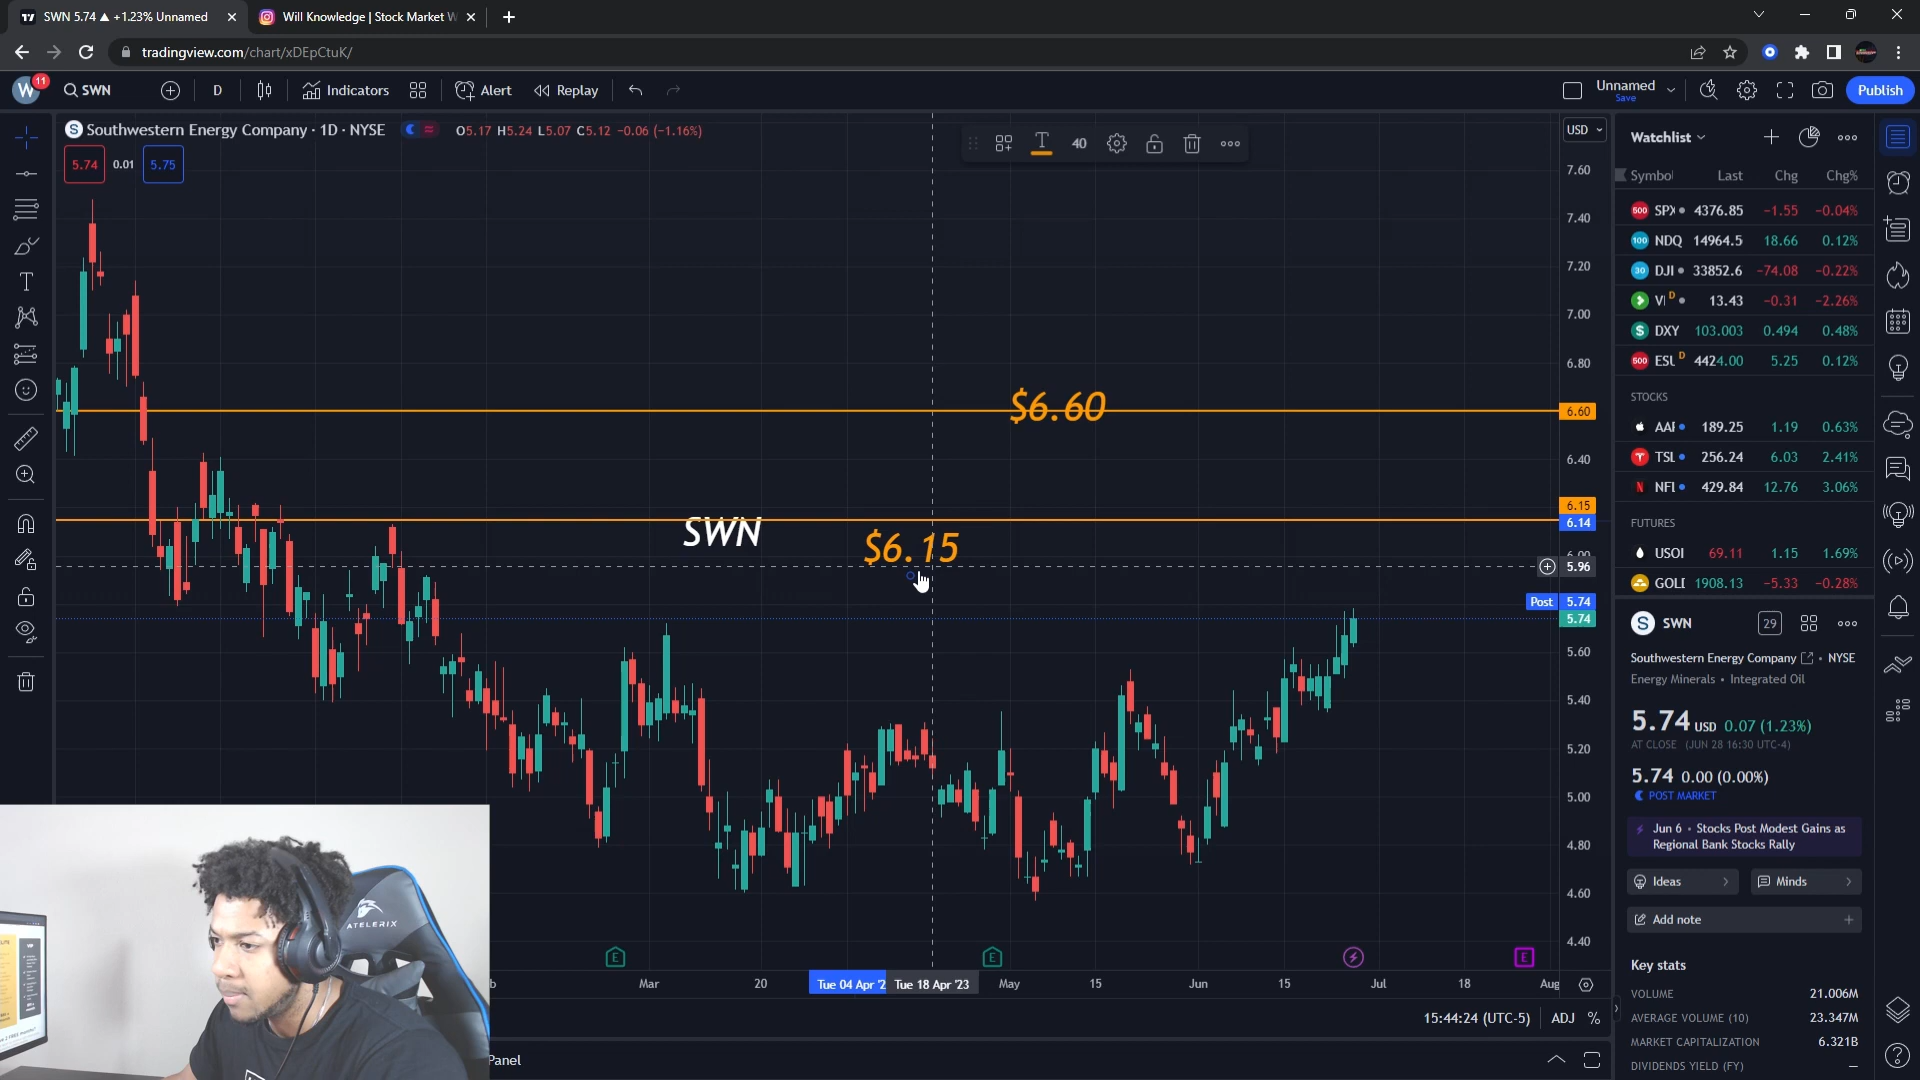 SWN 5.74 ▲ +1.23% Unnamed
Will Knowledge | Stock Market W
tradingview.com/chart/xDEpCtuK/
W 11
SWN
D
Indicators
Alert
Replay
Unnamed
Save
Publish
Southwestern Energy Company · 1D · NYSE
O5.17 H5.24 L5.07 C5.12 -0.06 (-1.16%)
5.74 0.01 5.75
T 40
USD
7.60
7.40
7.20
7.00
6.80
6.60
6.40
6.15
6.14
6.00
5.96
Post 5.74
5.74
5.60
5.40
5.20
5.00
4.80
4.60
4.40
$6.60
SWN
$6.15
E
E
E
Mar
20
Tue 04 Apr '2
Tue 18 Apr '23
May
15
Jun
15
Jul
18
Aug
15:44:24 (UTC-5)
ADJ
%
Panel
ATELERIX
Watchlist
Symbol Last Chg Chg%
500 SPX 4376.85 -1.55 -0.04%
100 NDQ 14964.5 18.66 0.12%
30 DJI 33852.6 -74.08 -0.22%
VI D 13.43 -0.31 -2.26%
$ DXY 103.003 0.494 0.48%
500 ES1 D 4424.00 5.25 0.12%
STOCKS
AAP 189.25 1.19 0.63%
TSL 256.24 6.03 2.41%
NFL 429.84 12.76 3.06%
FUTURES
USOI 69.11 1.15 1.69%
GOLD 1908.13 -5.33 -0.28%
S SWN
29
Southwestern Energy Company · NYSE
Energy Minerals · Integrated Oil
5.74 USD 0.07 (1.23%)
AT CLOSE (JUN 28 16:30 UTC-4)
5.74 0.00 (0.00%)
POST MARKET
Jun 6 · Stocks Post Modest Gains as
Regional Bank Stocks Rally
Ideas
Minds
Add note
Key stats
VOLUME 21.006M
AVERAGE VOLUME (10) 23.347M
MARKET CAPITALIZATION 6.321B
DIVIDENDS YIELD (FY) —